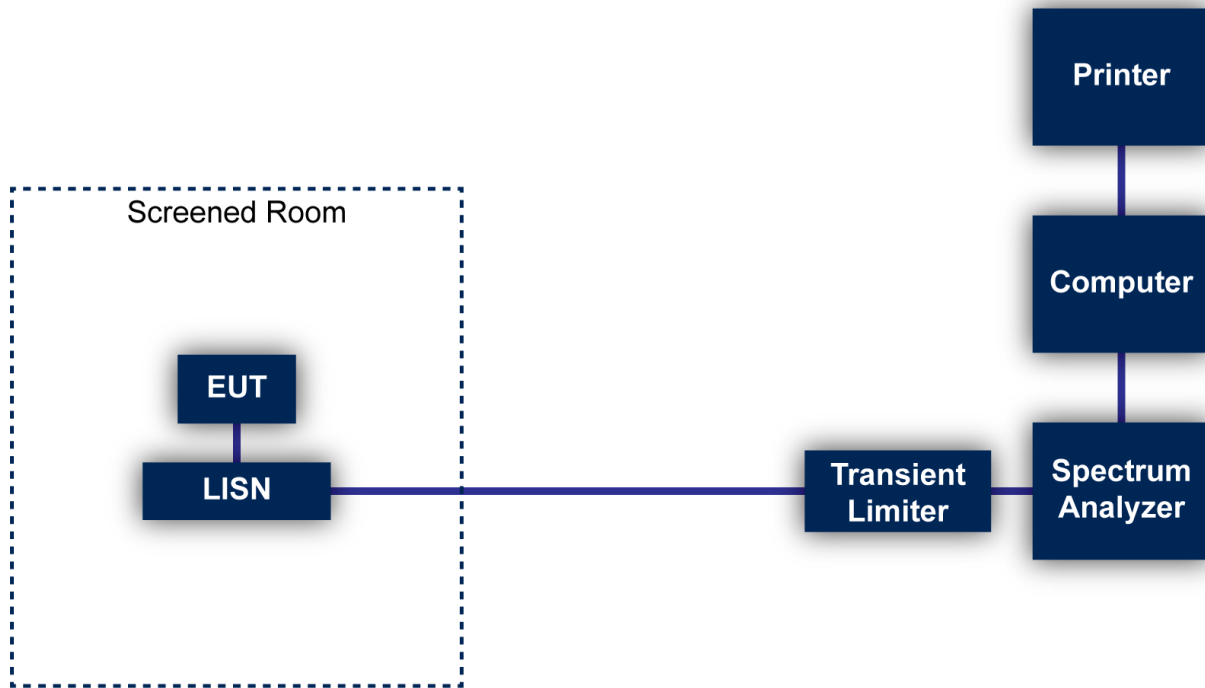 Printer
Screened Room
Computer
EUT
LISN
Transient
Limiter
Spectrum
Analyzer